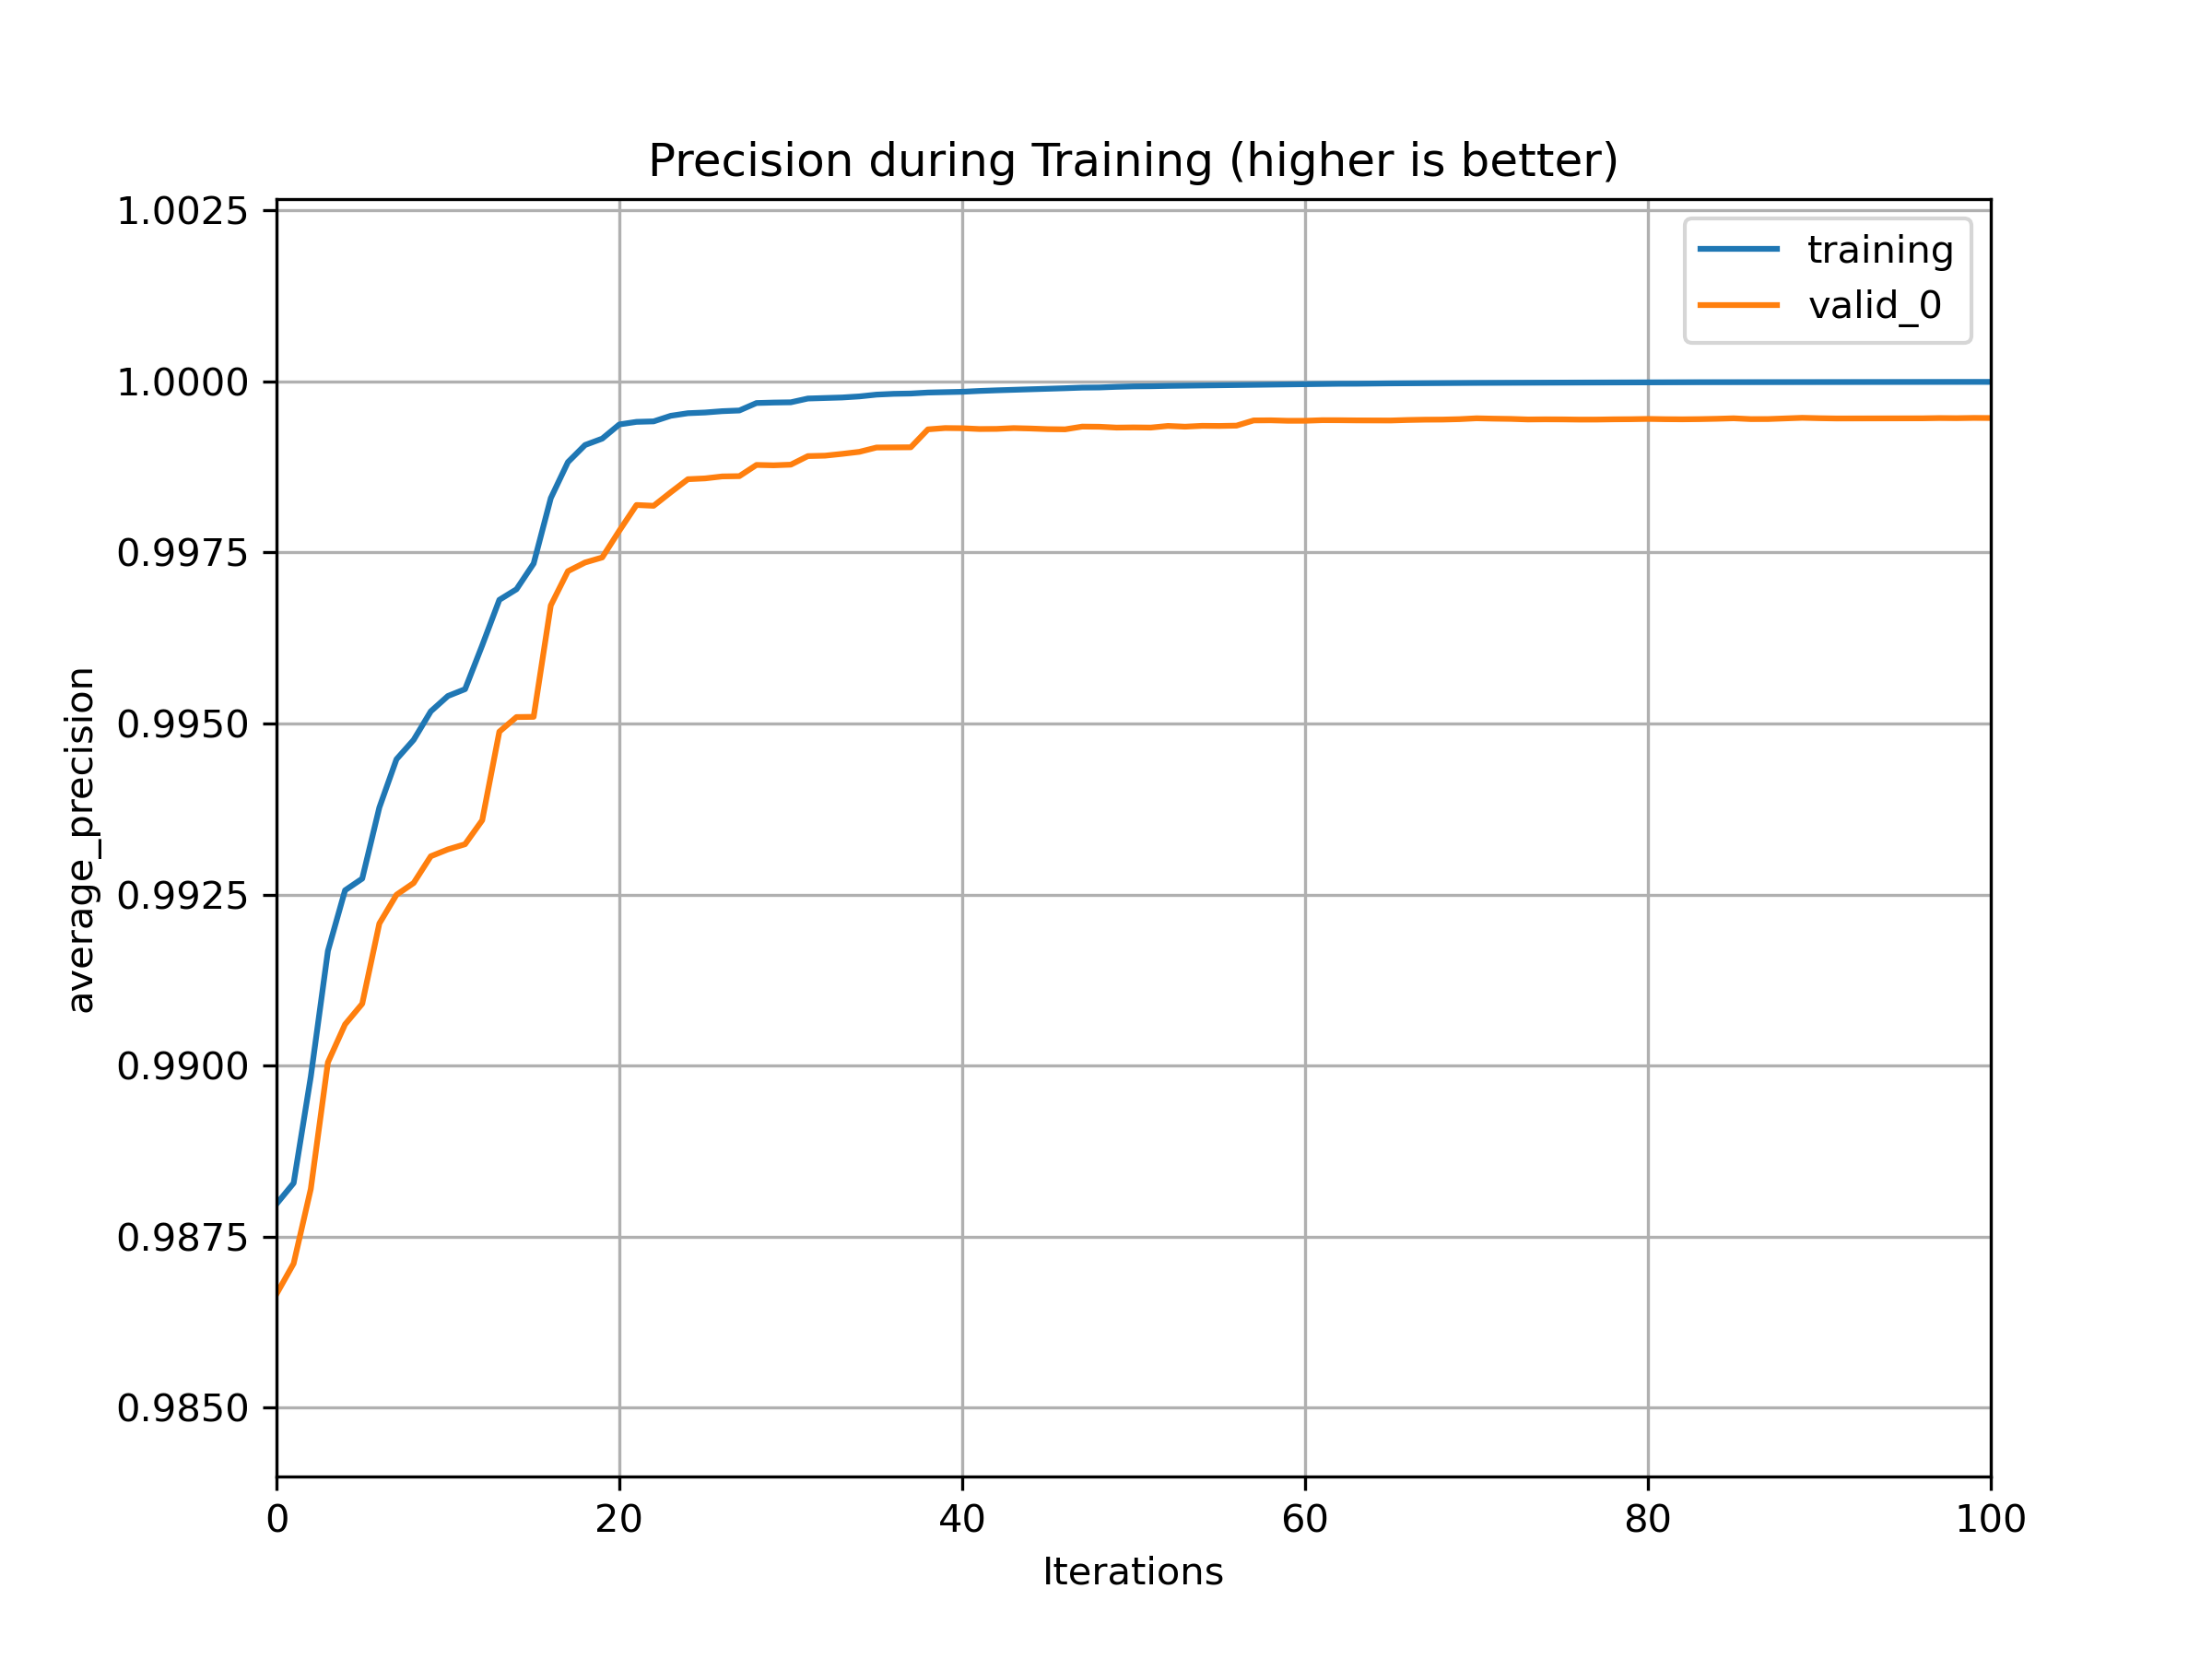 Precision during Training (higher is better)
1.0025
training
valid_0
1.0000
0.9975
0.9950
0.9925
0.9900
0.9875
0.9850
average_precision
0
20
40
60
80
100
Iterations